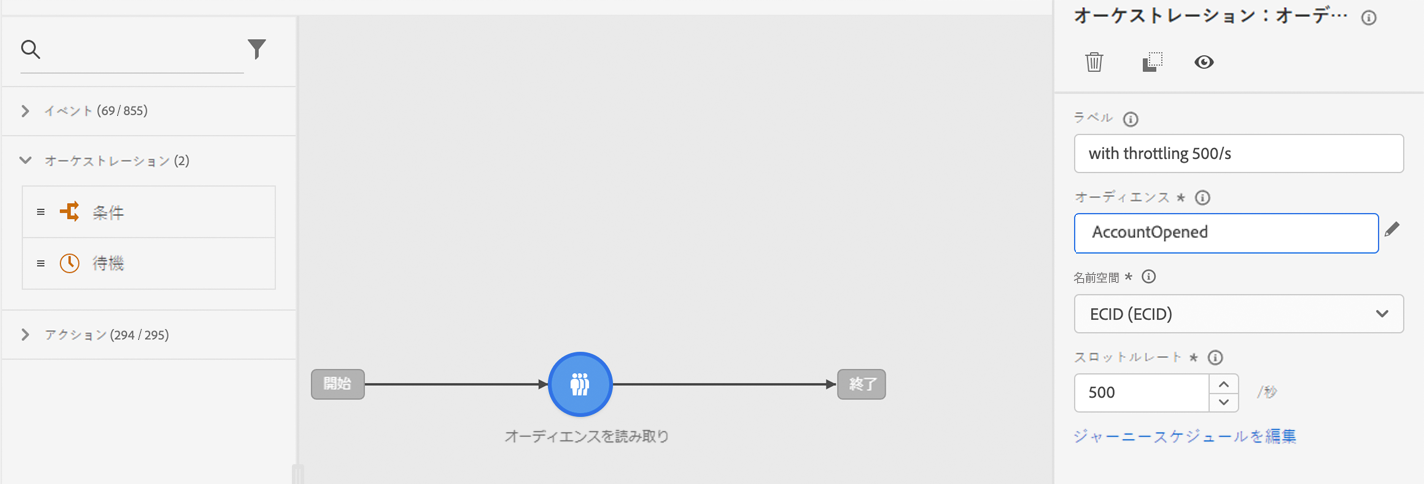 イベント (69 / 855)
オーケストレーション (2)
条件
待機
アクション (294 / 295)
開始
終了
オーディエンスを読み取り
オーケストレーション：オーデ…
ラベル
with throttling 500/s
オーディエンス *
AccountOpened
名前空間 *
ECID (ECID)
スロットルレート *
500 /秒
ジャーニースケジュールを編集